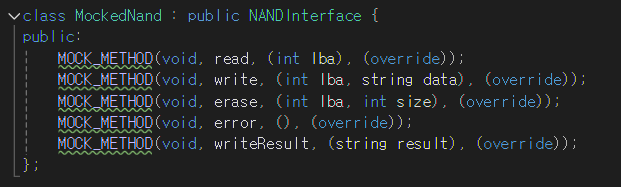 class MockedNand : public NANDInterface {
public:
MOCK_METHOD(void, read, (int lba), (override));
MOCK_METHOD(void, write, (int lba, string data), (override));
MOCK_METHOD(void, erase, (int lba, int size), (override));
MOCK_METHOD(void, error, (), (override));
MOCK_METHOD(void, writeResult, (string result), (override));
};